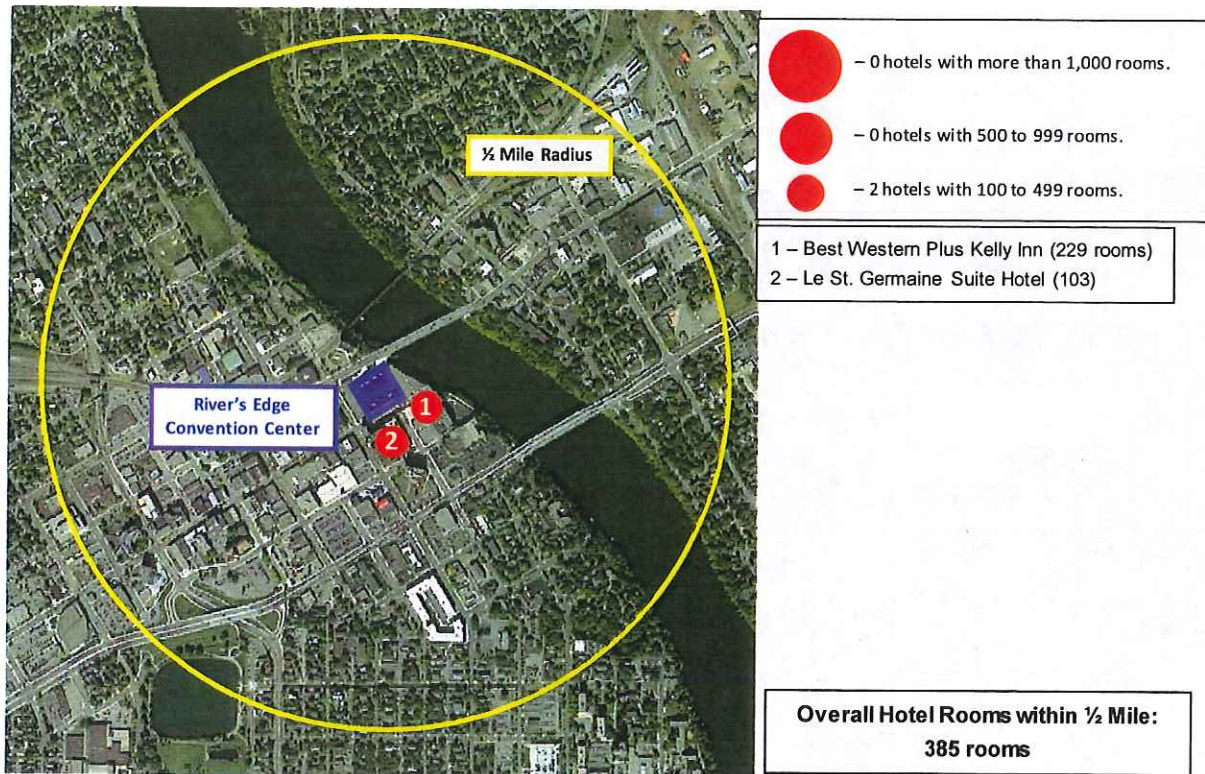 ½ Mile Radius
River's Edge
Convention Center
1
2
– 0 hotels with more than 1,000 rooms.
– 0 hotels with 500 to 999 rooms.
– 2 hotels with 100 to 499 rooms.
1 – Best Western Plus Kelly Inn (229 rooms)
2 – Le St. Germaine Suite Hotel (103)
Overall Hotel Rooms within ½ Mile:
385 rooms